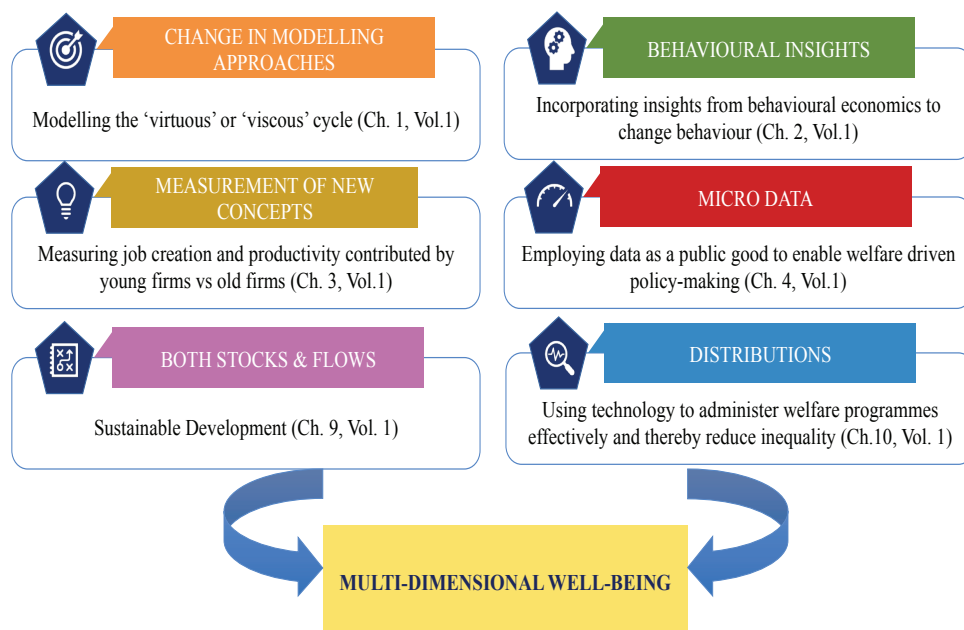 CHANGE IN MODELLING
APPROACHES
Modelling the ‘virtuous’ or ‘viscous’ cycle (Ch. 1, Vol.1)
BEHAVIOURAL INSIGHTS
Incorporating insights from behavioural economics to
change behaviour (Ch. 2, Vol.1)
MEASUREMENT OF NEW
CONCEPTS
Measuring job creation and productivity contributed by
young firms vs old firms (Ch. 3, Vol.1)
MICRO DATA
Employing data as a public good to enable welfare driven
policy-making (Ch. 4, Vol.1)
BOTH STOCKS & FLOWS
Sustainable Development (Ch. 9, Vol. 1)
DISTRIBUTIONS
Using technology to administer welfare programmes
effectively and thereby reduce inequality (Ch.10, Vol. 1)
MULTI-DIMENSIONAL WELL-BEING